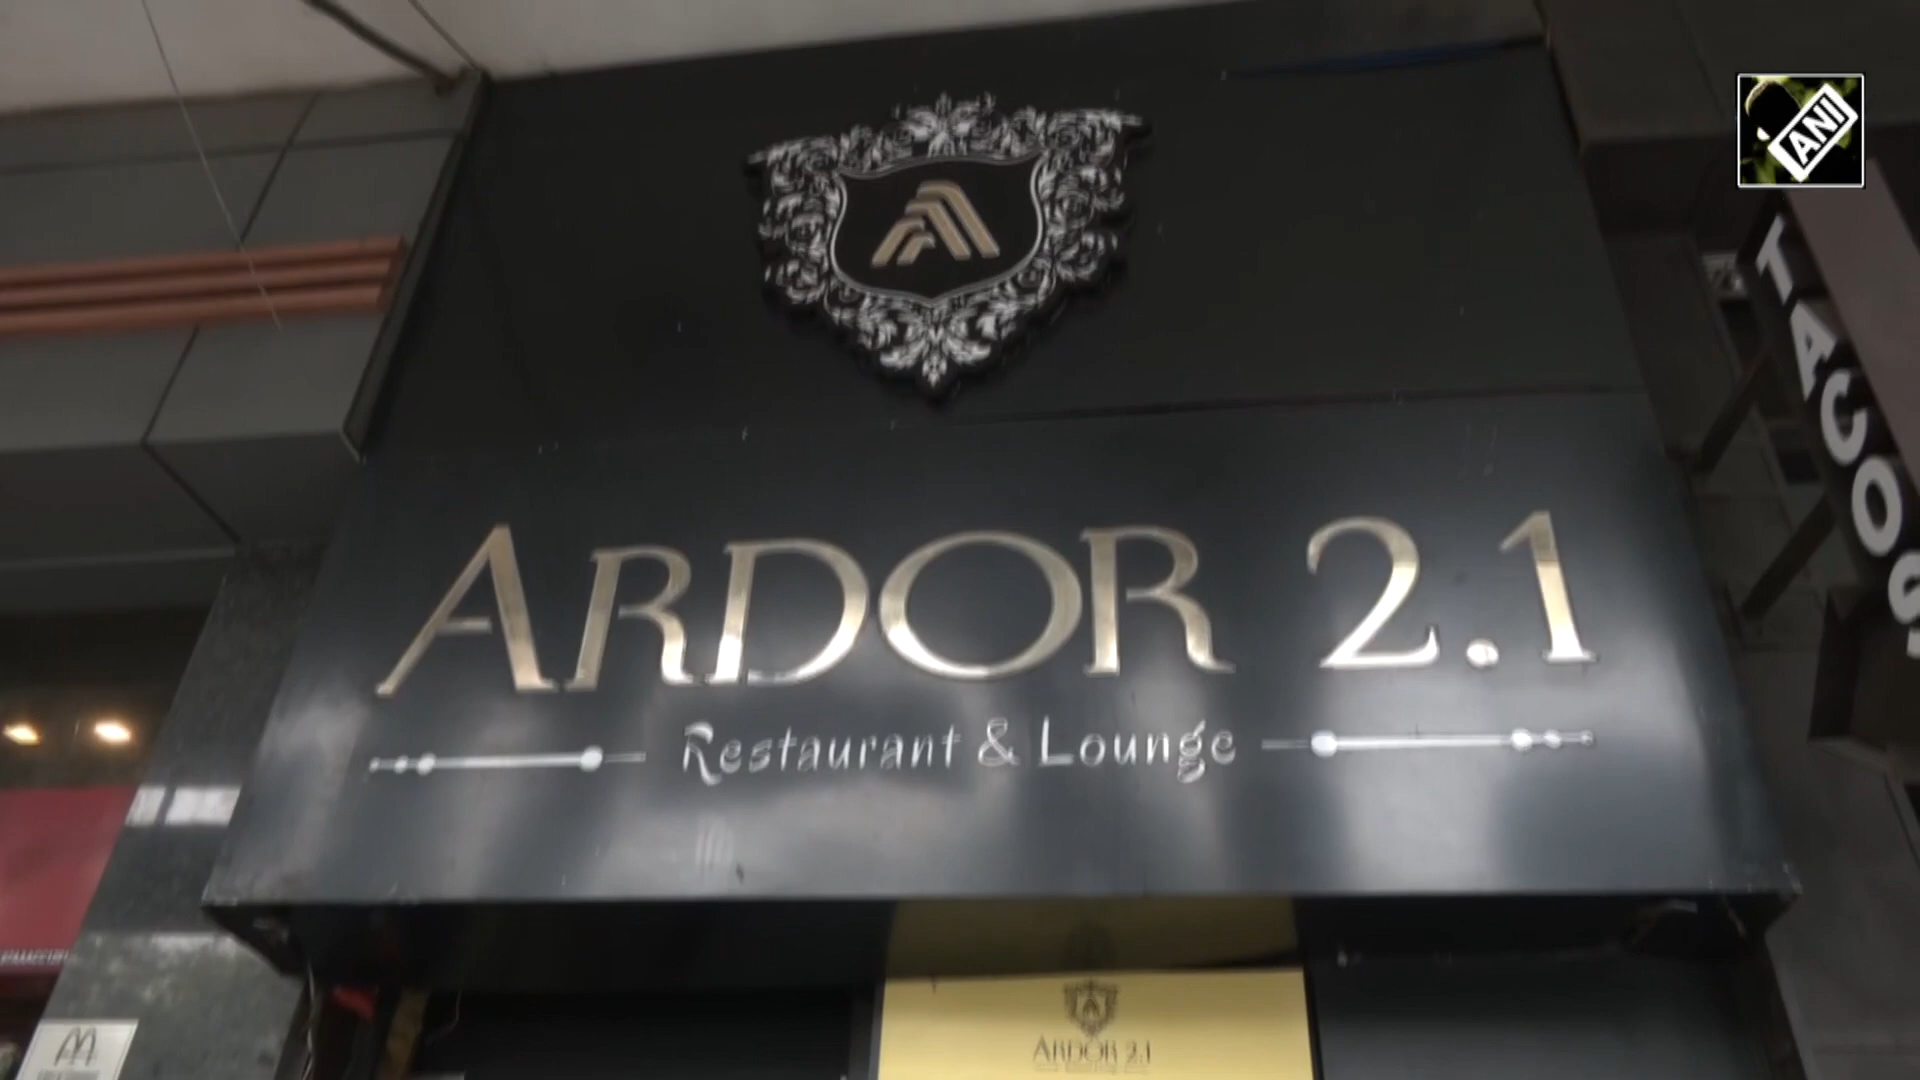 ANI
TACOS
ARDOR 2.1
Restaurant & Lounge
ARDOR 2.1